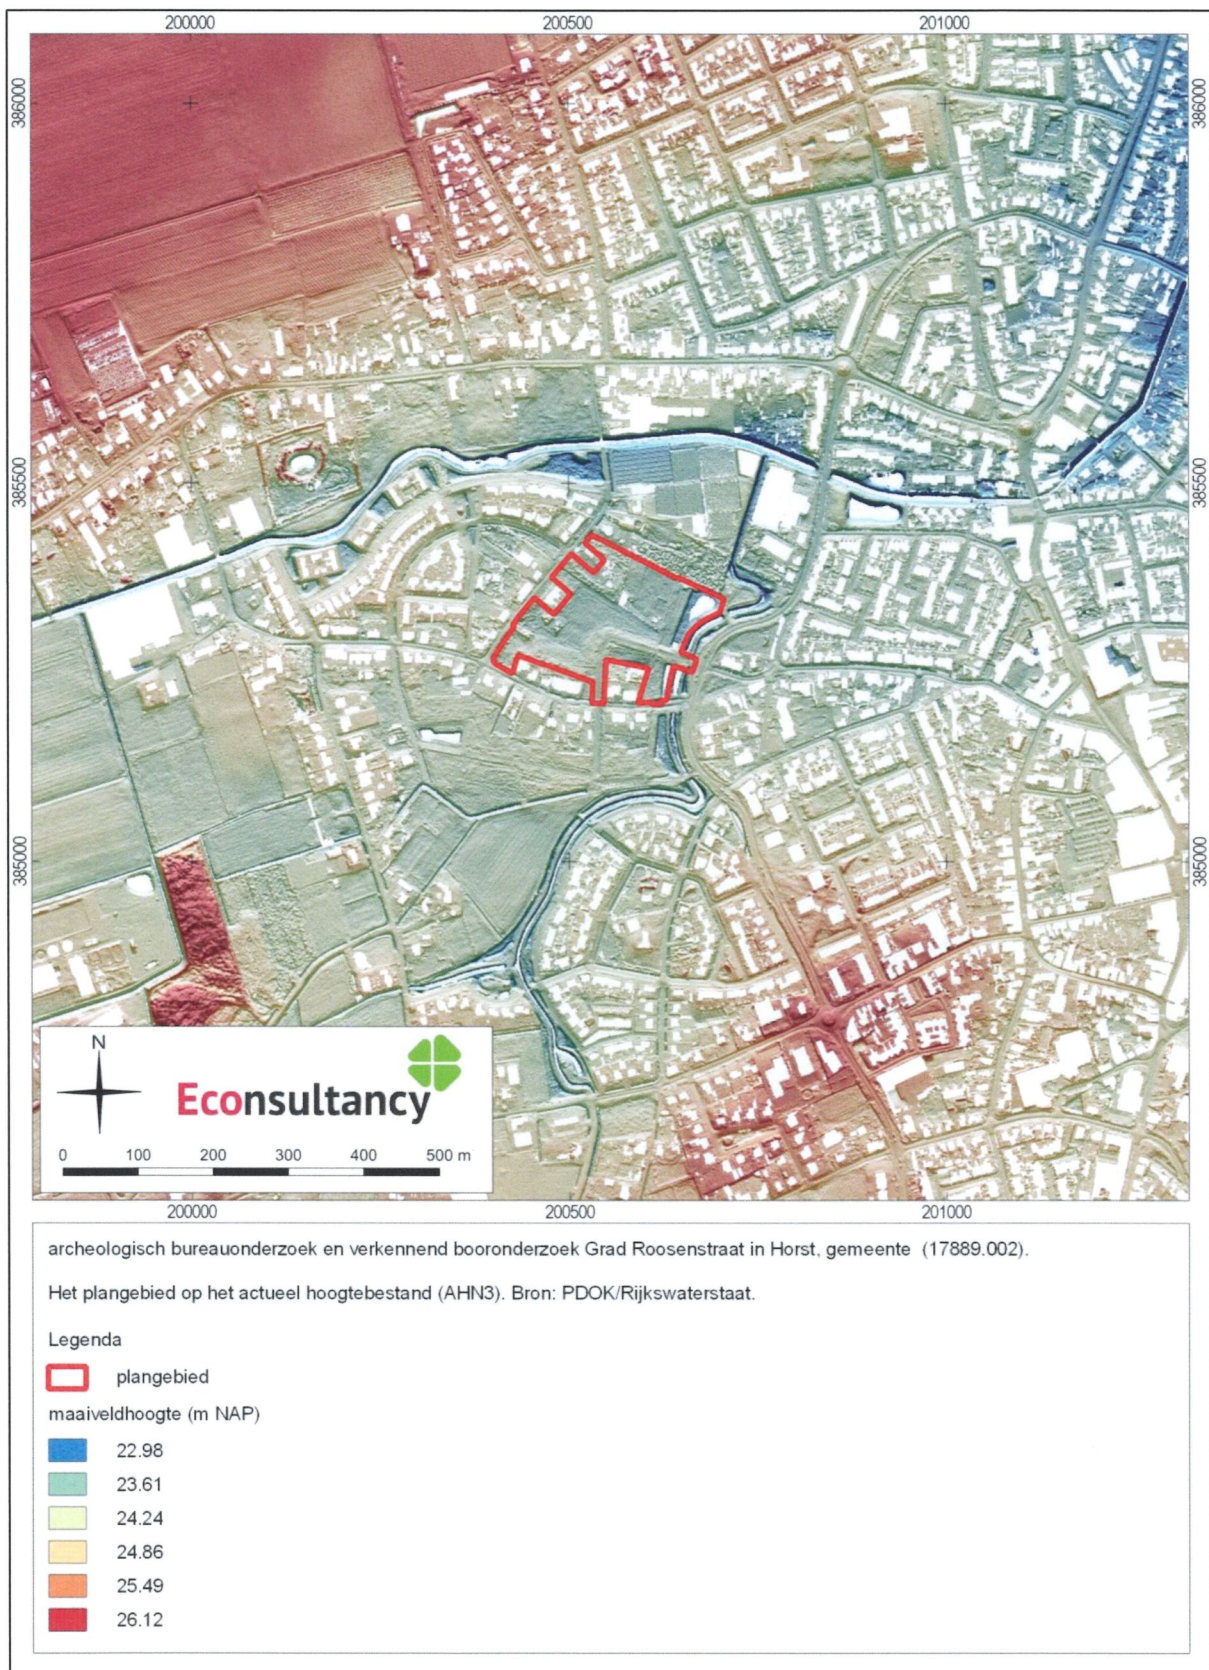 200000 200500 201000
386000 386000
385500 385500
385000 385000
N
Econsultancy
0 100 200 300 400 500 m
200000 200500 201000
archeologisch bureauonderzoek en verkennend booronderzoek Grad Roosenstraat in Horst, gemeente (17889.002).
Het plangebied op het actueel hoogtebestand (AHN3). Bron: PDOK/Rijkswaterstaat.
Legenda
plangebied
maaiveldhoogte (m NAP)
22.98
23.61
24.24
24.86
25.49
26.12